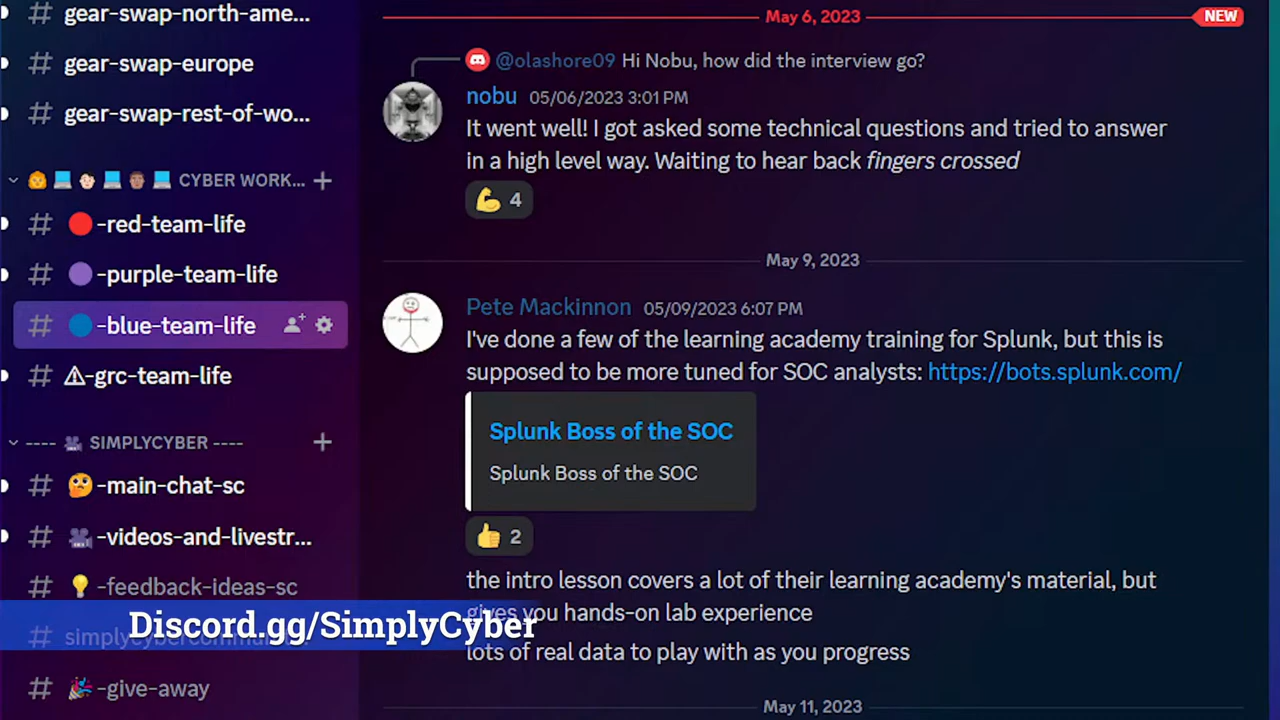 # gear-swap-north-ame...
# gear-swap-europe
# gear-swap-rest-of-wo...
CYBER WORK... +
# -red-team-life
# -purple-team-life
# -blue-team-life
# -grc-team-life
---- SIMPLYCYBER ---- +
# -main-chat-sc
# -videos-and-livestr...
# -feedback-ideas-sc
Discord.gg/SimplyCyber
# -give-away
May 6, 2023 NEW
@olashore09 Hi Nobu, how did the interview go?
nobu 05/06/2023 3:01 PM
It went well! I got asked some technical questions and tried to answer
in a high level way. Waiting to hear back fingers crossed
4
May 9, 2023
Pete Mackinnon 05/09/2023 6:07 PM
I've done a few of the learning academy training for Splunk, but this is
supposed to be more tuned for SOC analysts: https://bots.splunk.com/
Splunk Boss of the SOC
Splunk Boss of the SOC
2
the intro lesson covers a lot of their learning academy's material, but
gives you hands-on lab experience
lots of real data to play with as you progress
May 11, 2023